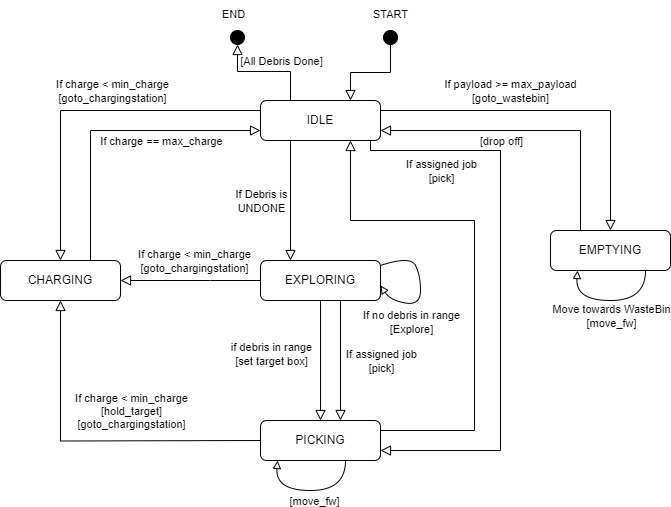 END
START
[All Debris Done]
If charge < min_charge
[goto_chargingstation]
If payload >= max_payload
[goto_wastebin]
IDLE
If charge == max_charge
[drop off]
If assigned job
[pick]
If Debris is
UNDONE
If charge < min_charge
[goto_chargingstation]
EMPTYING
CHARGING
EXPLORING
If no debris in range
[Explore]
Move towards WasteBin
[move_fw]
if debris in range
[set target box]
If assigned job
[pick]
If charge < min_charge
[hold_target]
[goto_chargingstation]
PICKING
[move_fw]